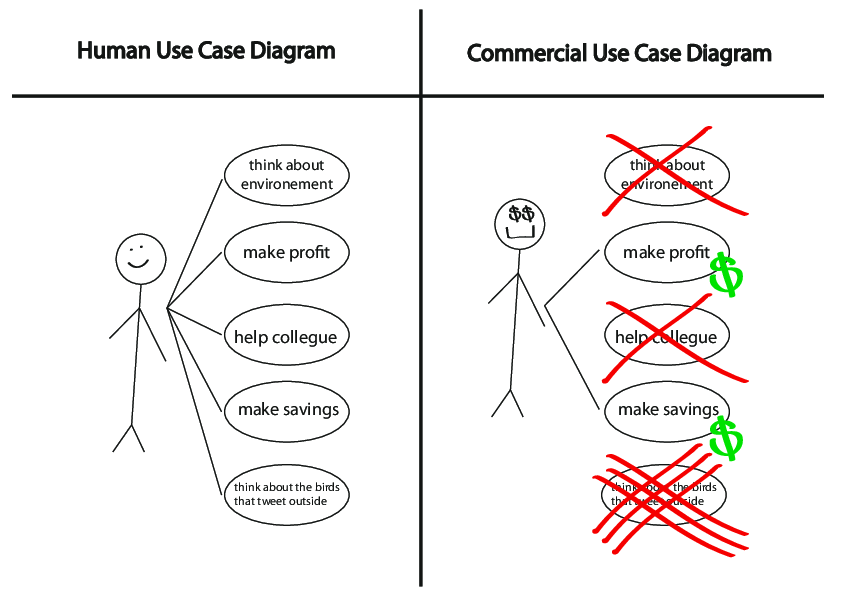 Human Use Case Diagram
think about
environement
make profit
help collegue
make savings
think about the birds
that tweet outside
Commercial Use Case Diagram
think about
environement
$$
make profit
$
help collegue
make savings
$
think about the birds
that tweet outside